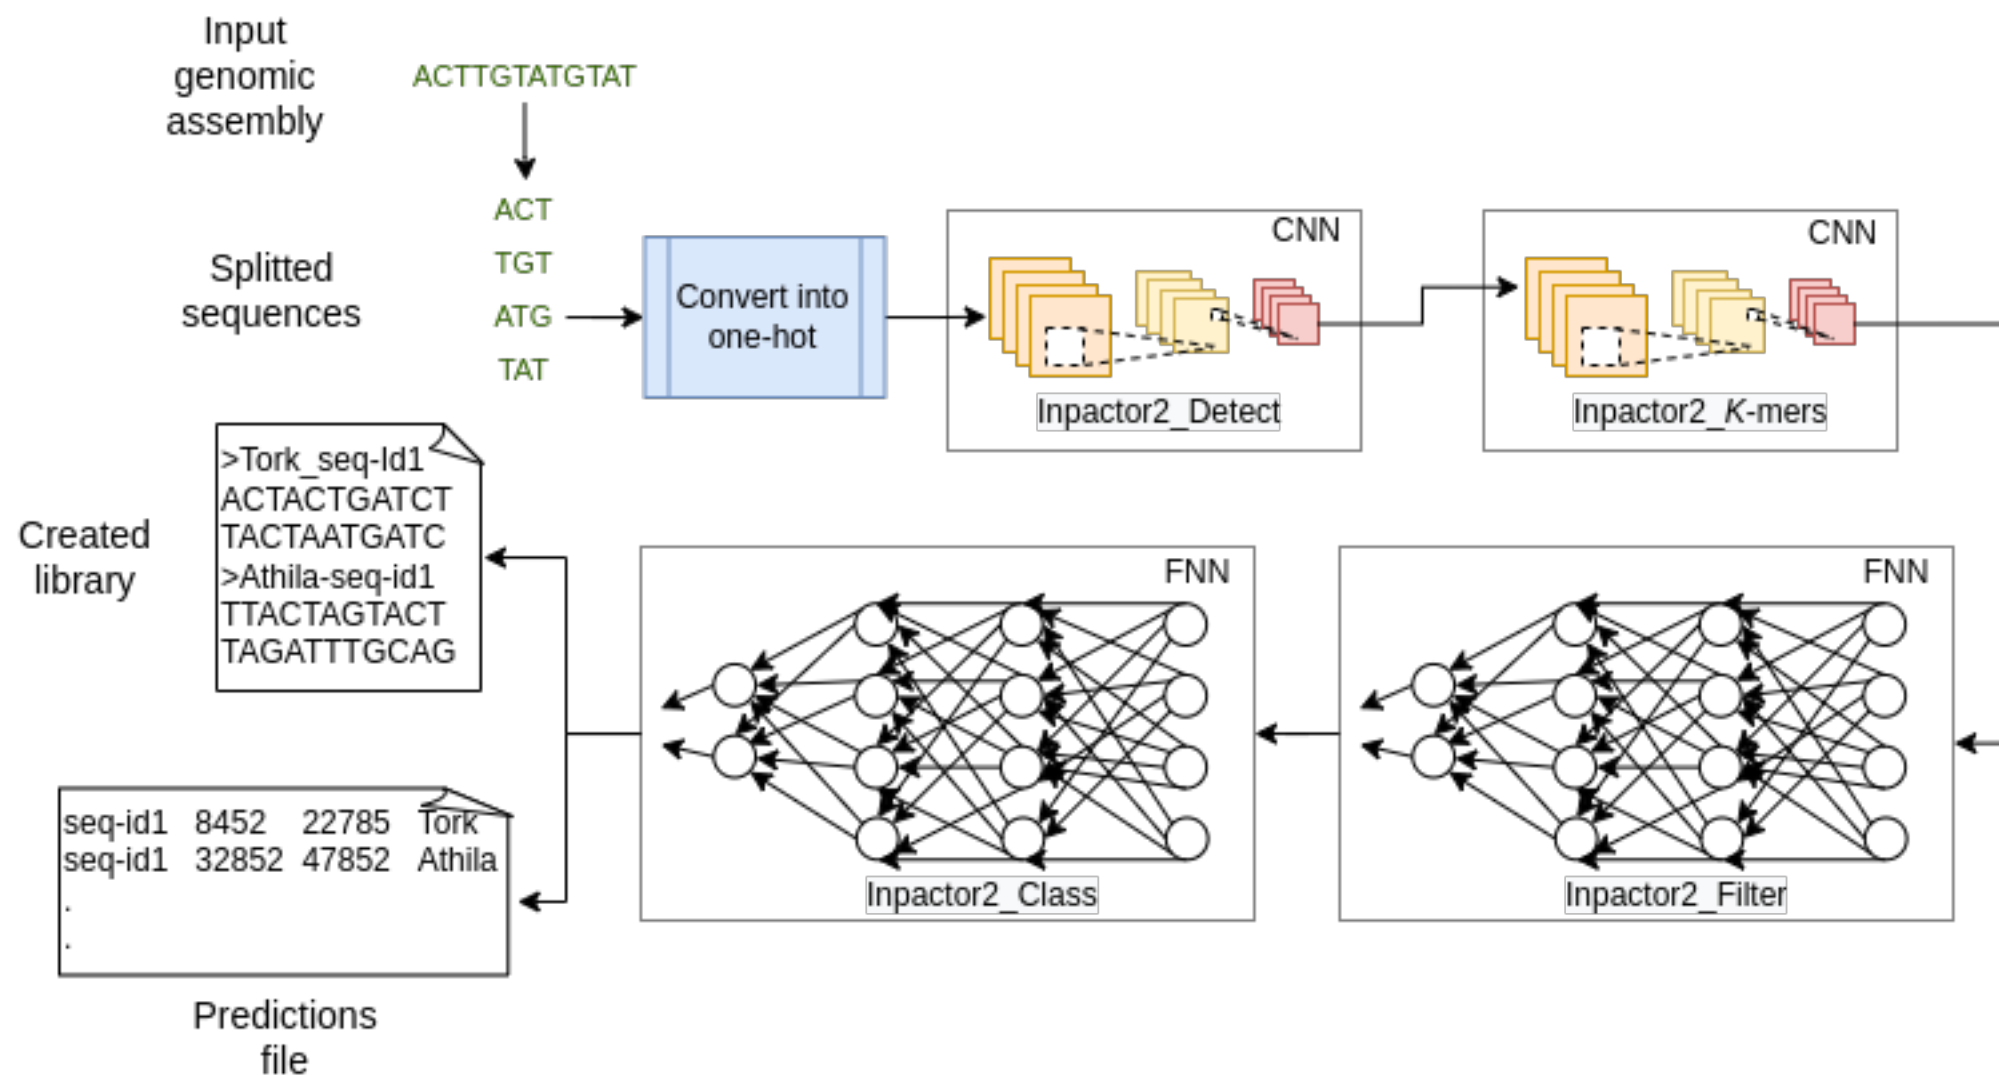 Input
genomic
assembly
ACTTGTATGTAT
Splitted
sequences
ACT
TGT
ATG
TAT
Convert into
one-hot
CNN
Inpactor2_Detect
CNN
Inpactor2_K-mers
FNN
Inpactor2_Filter
FNN
Inpactor2_Class
Created
library
>Tork_seq-Id1
ACTACTGATCT
TACTAATGATC
>Athila-seq-id1
TTACTAGTACT
TAGATTTGCAG
seq-id1 8452 22785 Tork
seq-id1 32852 47852 Athila
.
.
Predictions
file